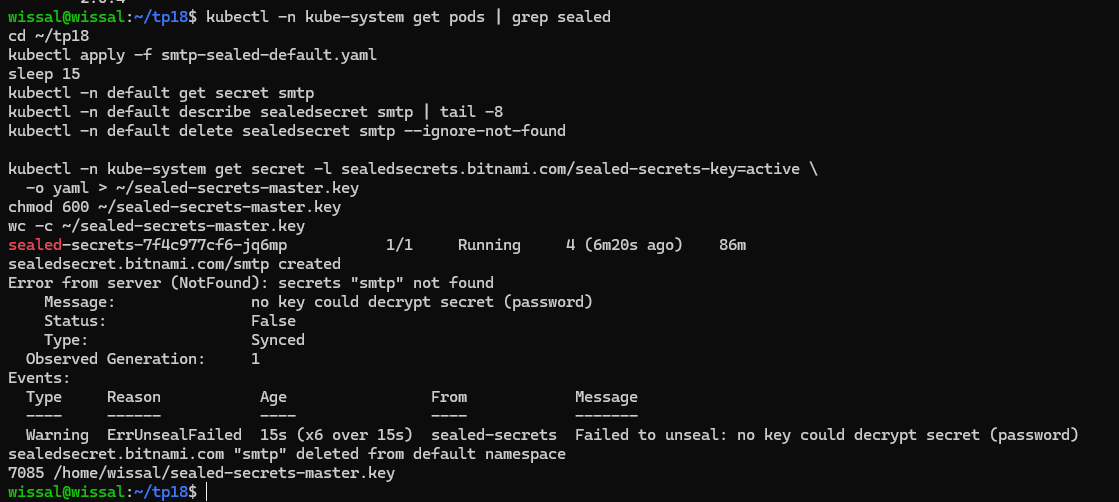 wissal@wissal:~/tp18$ kubectl -n kube-system get pods | grep sealed
cd ~/tp18
kubectl apply -f smtp-sealed-default.yaml
sleep 15
kubectl -n default get secret smtp
kubectl -n default describe sealedsecret smtp | tail -8
kubectl -n default delete sealedsecret smtp --ignore-not-found
kubectl -n kube-system get secret -l sealedsecrets.bitnami.com/sealed-secrets-key=active \
  -o yaml > ~/sealed-secrets-master.key
chmod 600 ~/sealed-secrets-master.key
wc -c ~/sealed-secrets-master.key
sealed-secrets-7f4c977cf6-jq6mp           1/1     Running     4 (6m20s ago)    86m
sealedsecret.bitnami.com/smtp created
Error from server (NotFound): secrets "smtp" not found
    Message:               no key could decrypt secret (password)
    Status:                False
    Type:                  Synced
  Observed Generation:     1
Events:
  Type     Reason           Age                From            Message
  ----     ------           ----               ----            -------
  Warning  ErrUnsealFailed  15s (x6 over 15s)  sealed-secrets  Failed to unseal: no key could decrypt secret (password)
sealedsecret.bitnami.com "smtp" deleted from default namespace
7085 /home/wissal/sealed-secrets-master.key
wissal@wissal:~/tp18$